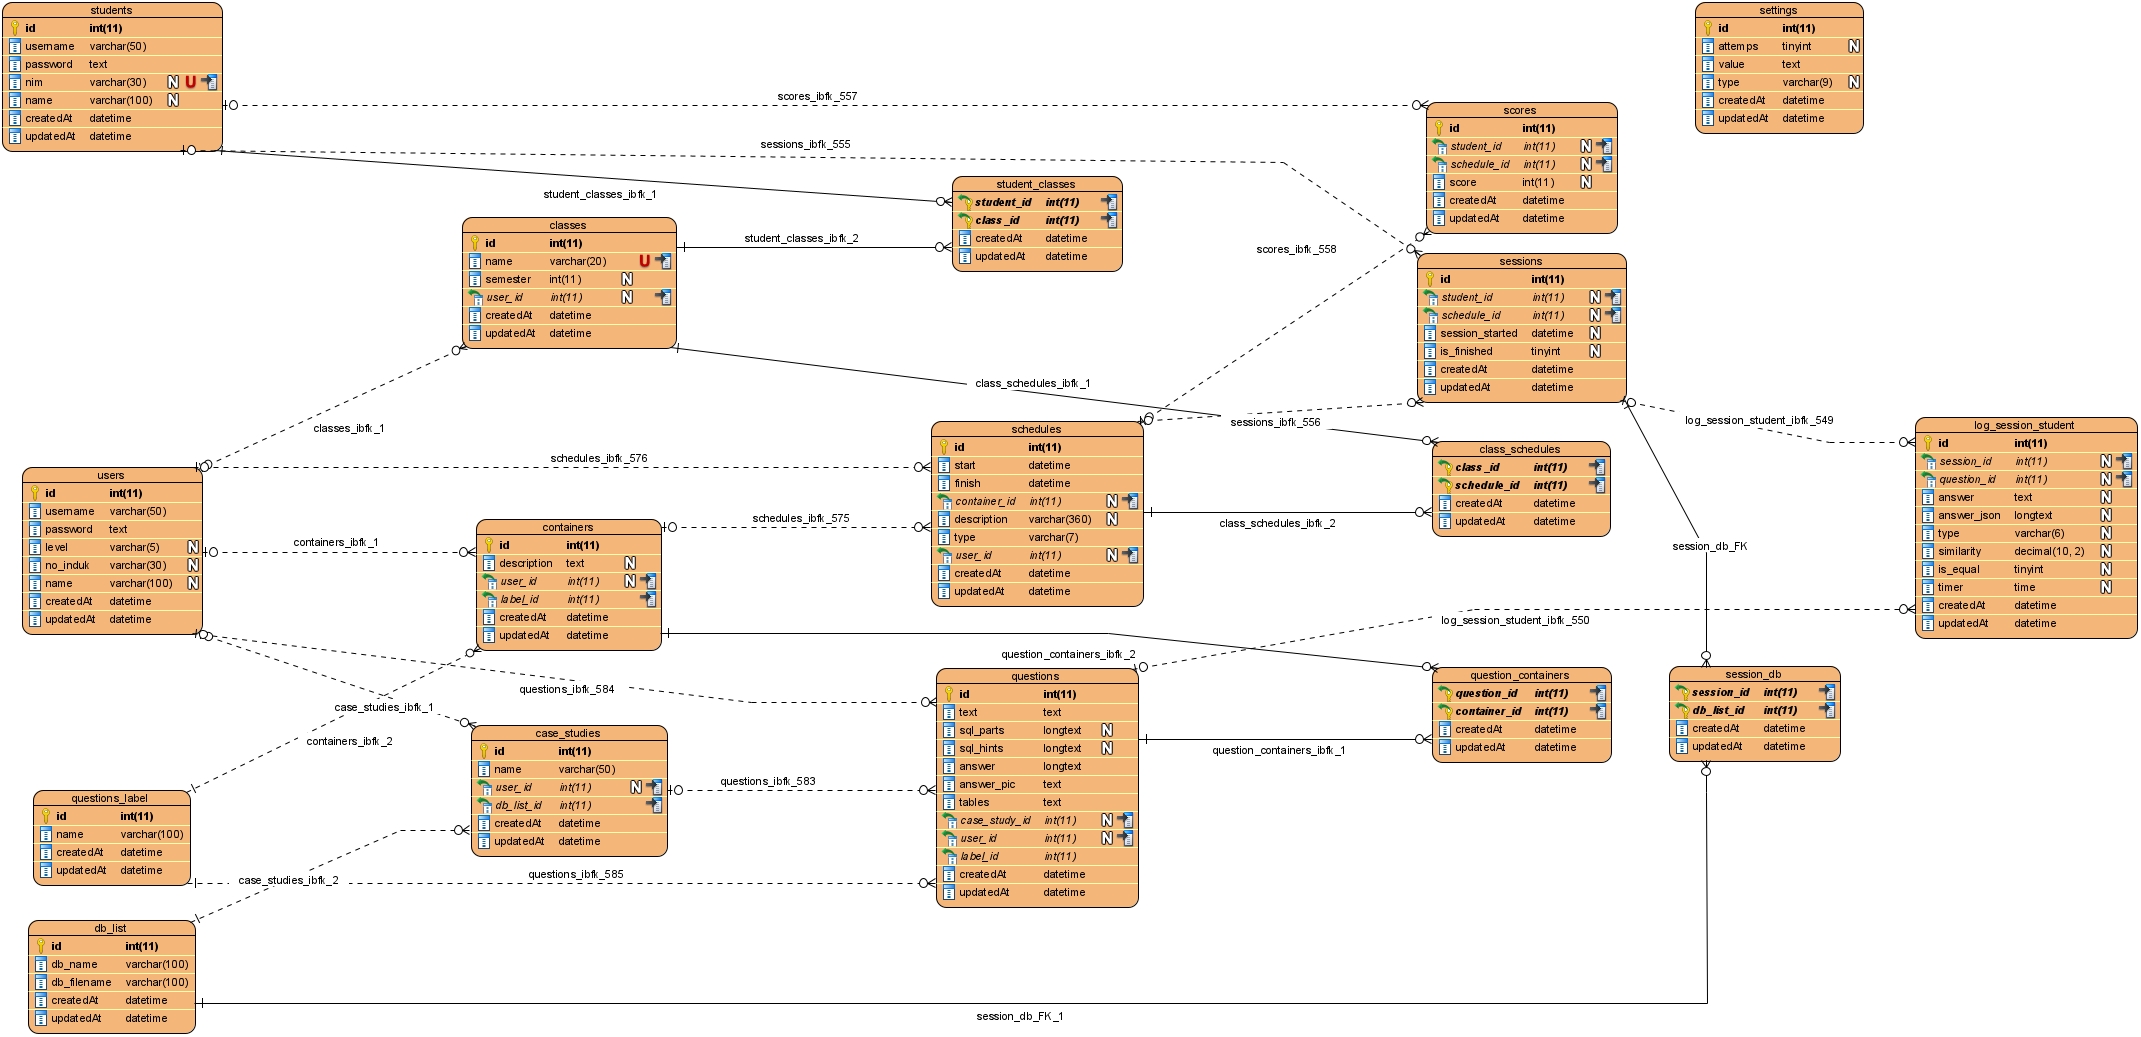 students
id int(11)
username varchar(50)
password text
nim varchar(30) N U
name varchar(100) N
createdAt datetime
updatedAt datetime
settings
id int(11)
attemps tinyint N
value text
type varchar(9) N
createdAt datetime
updatedAt datetime
scores_ibfk_557
scores
id int(11)
student_id int(11) N
schedule_id int(11) N
score int(11) N
createdAt datetime
updatedAt datetime
sessions_ibfk_555
student_classes_ibfk_1
student_classes
student_id int(11)
class_id int(11)
createdAt datetime
updatedAt datetime
classes
id int(11)
name varchar(20) U
semester int(11) N
user_id int(11) N
createdAt datetime
updatedAt datetime
student_classes_ibfk_2
scores_ibfk_558
sessions
id int(11)
student_id int(11) N
schedule_id int(11) N
session_started datetime N
is_finished tinyint N
createdAt datetime
updatedAt datetime
class_schedules_ibfk_1
classes_ibfk_1
sessions_ibfk_556
log_session_student_ibfk_549
schedules
id int(11)
start datetime
finish datetime
container_id int(11) N
description varchar(360) N
type varchar(7)
user_id int(11) N
createdAt datetime
updatedAt datetime
class_schedules
class_id int(11)
schedule_id int(11)
createdAt datetime
updatedAt datetime
log_session_student
id int(11)
session_id int(11) N
question_id int(11) N
answer text N
answer_json longtext N
type varchar(6) N
similarity decimal(10, 2) N
is_equal tinyint N
timer time N
createdAt datetime
updatedAt datetime
schedules_ibfk_576
users
id int(11)
username varchar(50)
password text
level varchar(5) N
no_induk varchar(30) N
name varchar(100) N
createdAt datetime
updatedAt datetime
containers_ibfk_1
containers
id int(11)
description text N
user_id int(11) N
label_id int(11)
createdAt datetime
updatedAt datetime
schedules_ibfk_575
class_schedules_ibfk_2
session_db_FK
log_session_student_ibfk_550
question_containers_ibfk_2
questions
id int(11)
text text
sql_parts longtext N
sql_hints longtext N
answer longtext
answer_pic text
tables text
case_study_id int(11) N
user_id int(11) N
label_id int(11)
createdAt datetime
updatedAt datetime
question_containers
question_id int(11)
container_id int(11)
createdAt datetime
updatedAt datetime
session_db
session_id int(11)
db_list_id int(11)
createdAt datetime
updatedAt datetime
questions_ibfk_584
case_studies_ibfk_1
containers_ibfk_2
case_studies
id int(11)
name varchar(50)
user_id int(11) N
db_list_id int(11)
createdAt datetime
updatedAt datetime
question_containers_ibfk_1
questions_ibfk_583
questions_label
id int(11)
name varchar(100)
createdAt datetime
updatedAt datetime
case_studies_ibfk_2
questions_ibfk_585
db_list
id int(11)
db_name varchar(100)
db_filename varchar(100)
createdAt datetime
updatedAt datetime
session_db_FK_1